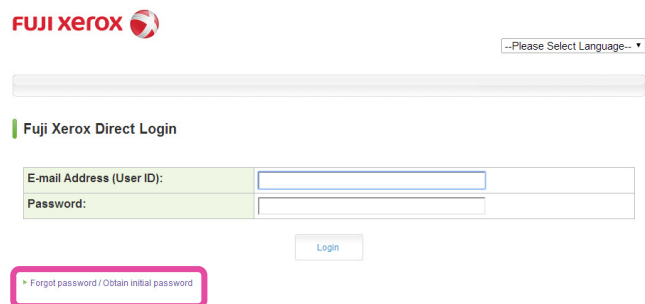 FUJI xerox
--Please Select Language--
Fuji Xerox Direct Login
E-mail Address (User ID):
Password:
Login
Forgot password / Obtain initial password